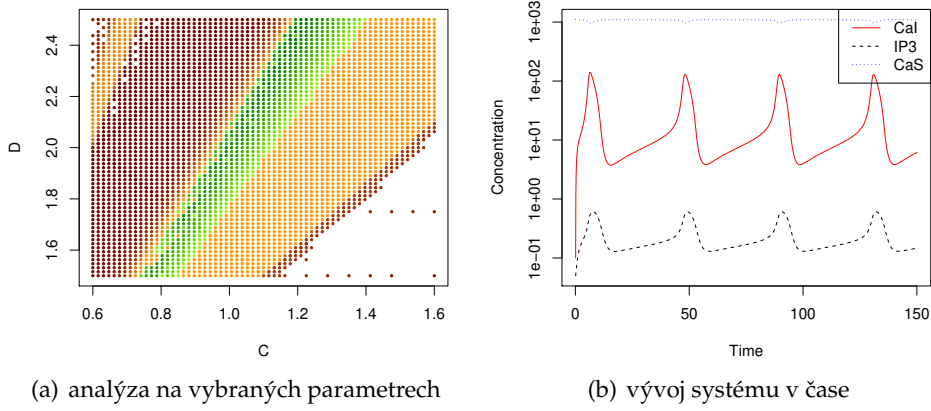 D
2.4
2.2
2.0
1.8
1.6
0.6 0.8 1.0 1.2 1.4 1.6
C
(a) analýza na vybraných parametrech
Concentration
1e+03
1e+02
1e+01
1e+00
1e−01
CaI
IP3
CaS
0 50 100 150
Time
(b) vývoj systému v čase